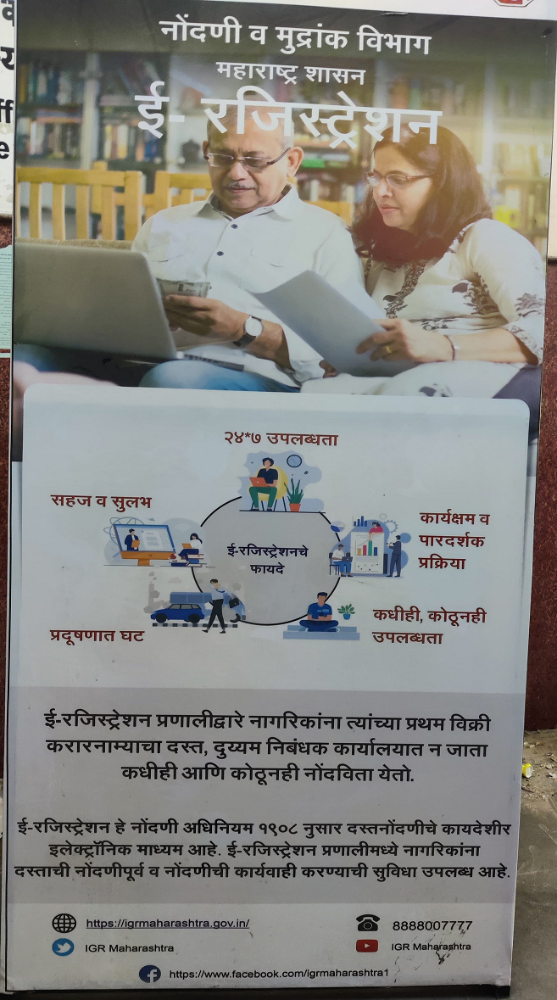 नोंदणी व मुद्रांक विभाग
महाराष्ट्र शासन
ई- रजिस्ट्रेशन
२४*७ उपलब्धता
सहज व सुलभ
कार्यक्षम व
पारदर्शक
प्रक्रिया
ई-रजिस्ट्रेशनचे
फायदे
प्रदूषणात घट
कधीही, कोठूनही
उपलब्धता
ई-रजिस्ट्रेशन प्रणालीद्वारे नागरिकांना त्यांच्या प्रथम विक्री
करारनाम्याचा दस्त, दुय्यम निबंधक कार्यालयात न जाता
कधीही आणि कोठूनही नोंदविता येतो.
ई-रजिस्ट्रेशन हे नोंदणी अधिनियम १९०८ नुसार दस्तनोंदणीचे कायदेशीर
इलेक्ट्रॉनिक माध्यम आहे. ई-रजिस्ट्रेशन प्रणालीमध्ये नागरिकांना
दस्ताची नोंदणीपूर्व व नोंदणीची कार्यवाही करण्याची सुविधा उपलब्ध आहे.
https://igrmaharashtra.gov.in/
8888007777
IGR Maharashtra
IGR Maharashtra
https://www.facebook.com/igrmaharashtra1